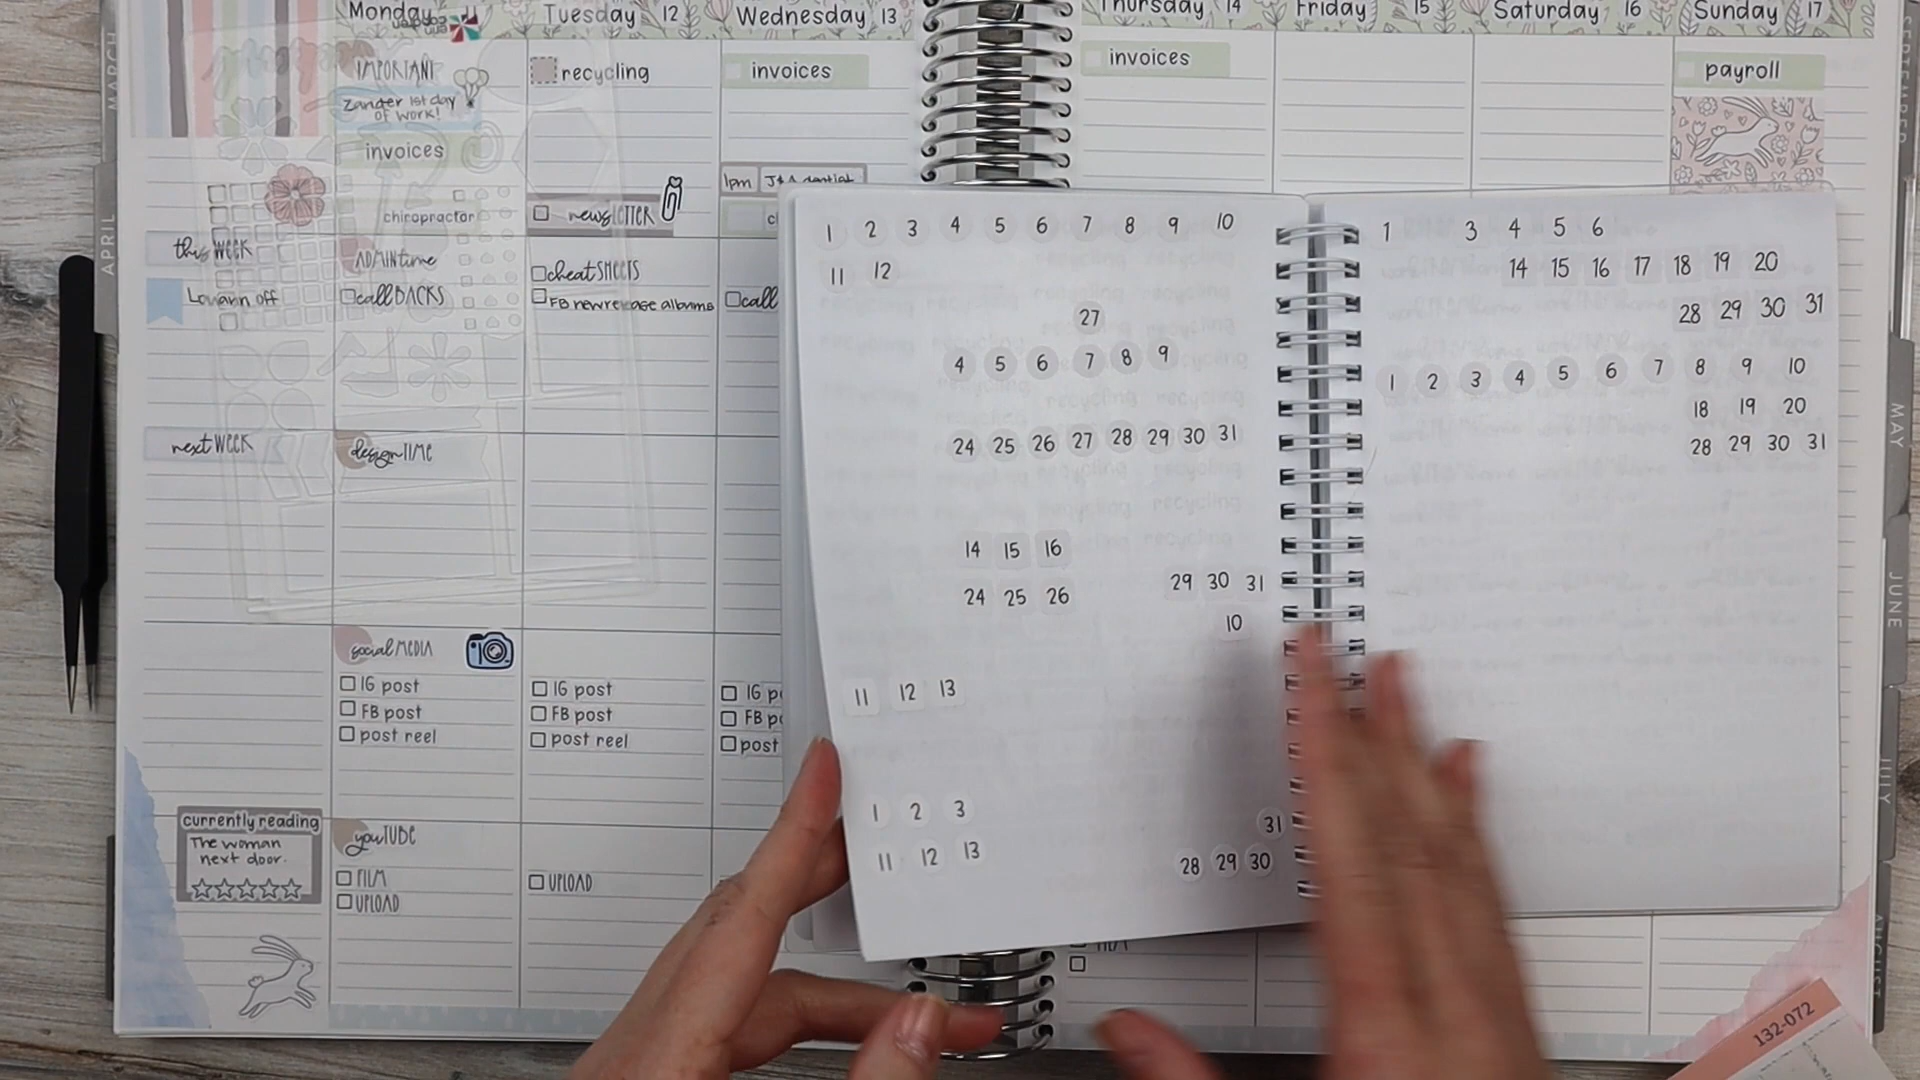 Monday
Tuesday 12
Wednesday 13
Thursday 14
Friday 15
Saturday 16
Sunday 17
MARCH
APRIL
this WEEK
Louann off
next WEEK
currently reading
The woman
next door.
IMPORTANT
Zander 1st day
of work!
invoices
chiropractor
ADMIN time
call BACKS
design TIME
social MEDIA
IG post
FB post
post reel
youTUBE
FILM
UPLOAD
recycling
newsLETTER
cheat SHEETS
FB new release albums
IG post
FB post
post reel
UPLOAD
invoices
1pm J&A dentist
call
post
invoices
payroll
1 2 3 4 5 6 7 8 9 10
11 12
27
4 5 6 7 8 9
24 25 26 27 28 29 30 31
14 15 16
24 25 26 29 30 31
10
11 12 13
1 2 3
31
11 12 13
28 29 30
1 3 4 5 6
14 15 16 17 18 19 20
28 29 30 31
1 2 3 4 5 6 7 8 9 10
18 19 20
28 29 30 31
FILM
SEPTEMBER
MAY
JUNE
JULY
AUGUST
132-072